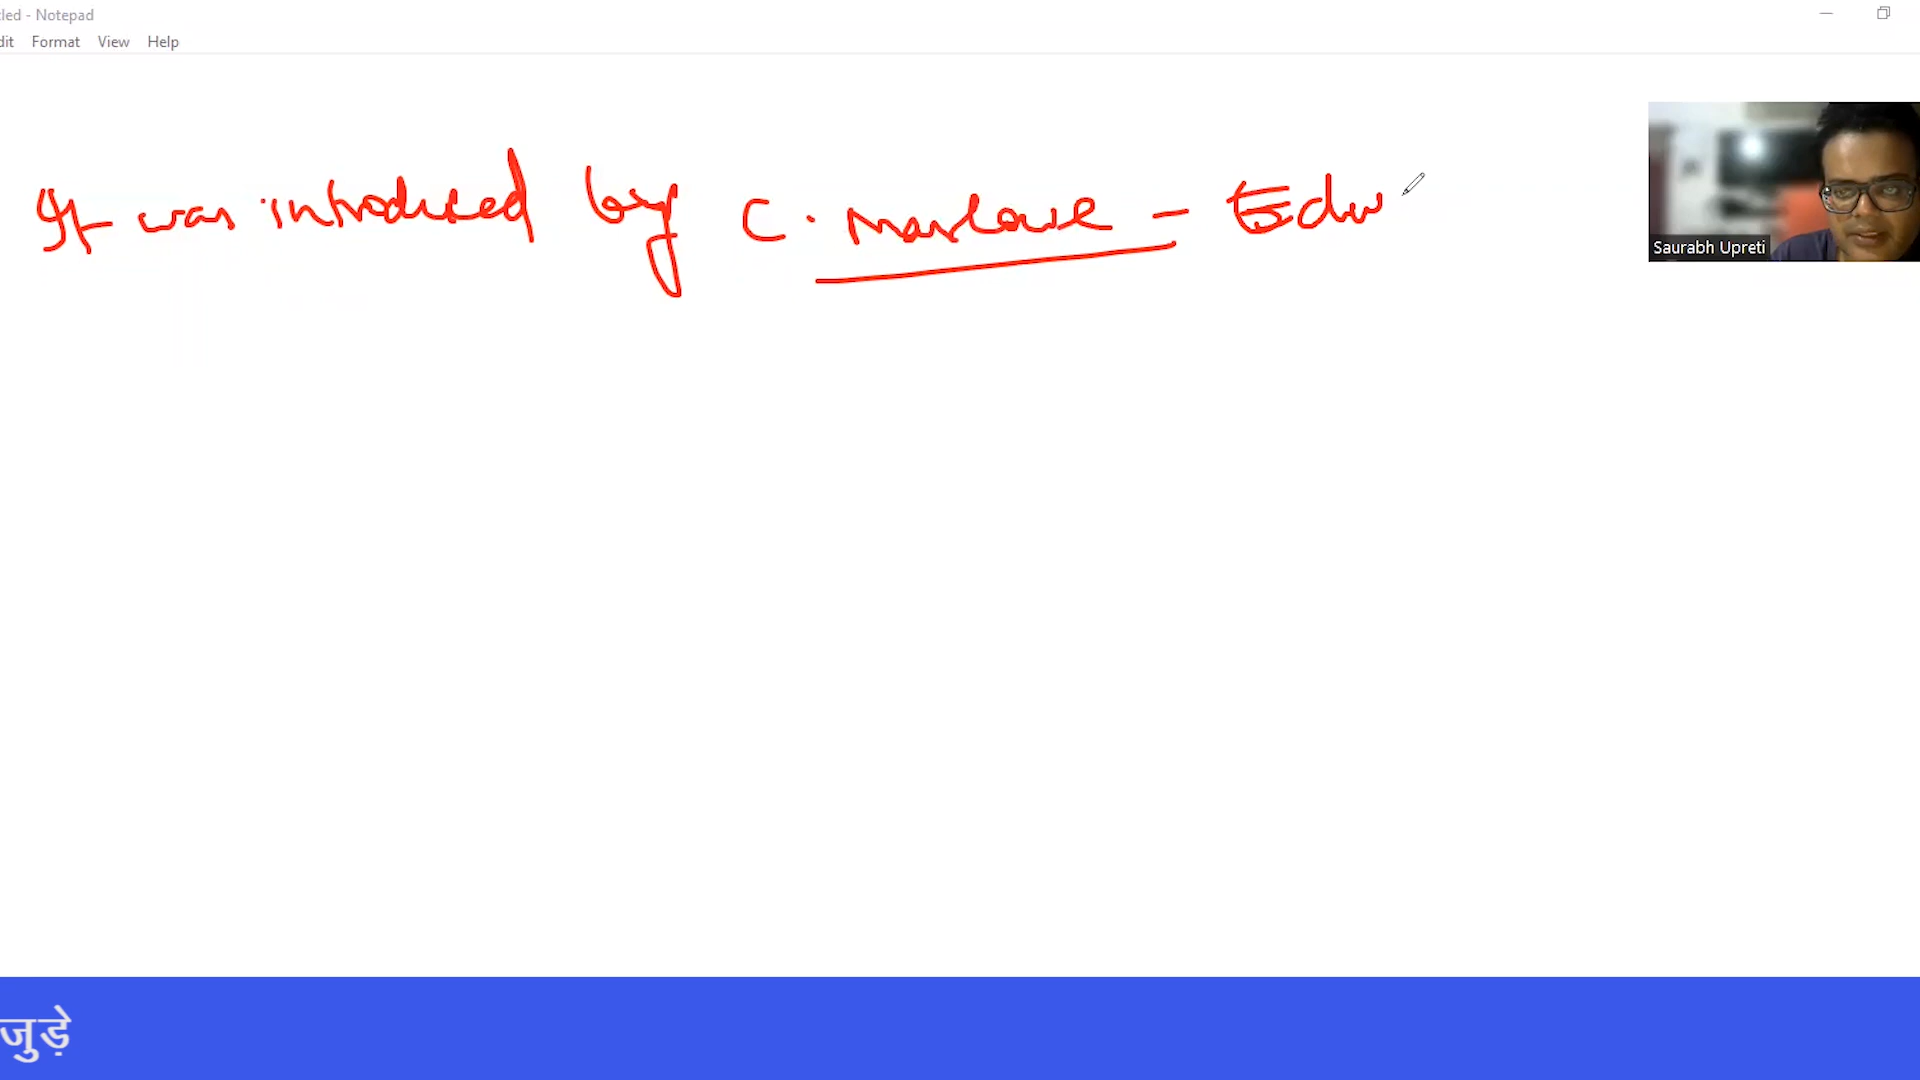 led - Notepad
dit Format View Help
It was introduced by C. Marlowe - Edw
Saurabh Upreti
जुड़े